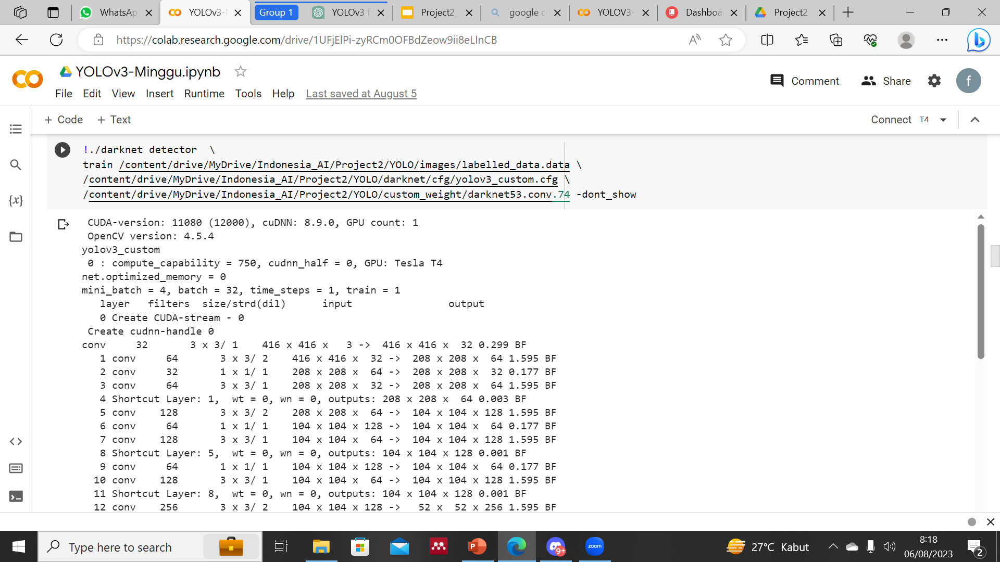 WhatsAp
YOLOv3-
Group 1
YOLOv3 f
Project2_
google c
YOLOV3-
Dashboa
Project2
https://colab.research.google.com/drive/1UFjElPi-zyRCm0OFBdZeow9ii8eLInCB
YOLOv3-Minggu.ipynb
Comment
Share
f
File Edit View Insert Runtime Tools Help Last saved at August 5
+ Code + Text
Connect T4
!./darknet detector \
train /content/drive/MyDrive/Indonesia_AI/Project2/YOLO/images/labelled_data.data \
/content/drive/MyDrive/Indonesia_AI/Project2/YOLO/darknet/cfg/yolov3_custom.cfg \
/content/drive/MyDrive/Indonesia_AI/Project2/YOLO/custom_weight/darknet53.conv.74 -dont_show
{x}
CUDA-version: 11080 (12000), cuDNN: 8.9.0, GPU count: 1
OpenCV version: 4.5.4
yolov3_custom
0 : compute_capability = 750, cudnn_half = 0, GPU: Tesla T4
net.optimized_memory = 0
mini_batch = 4, batch = 32, time_steps = 1, train = 1
layer filters size/strd(dil) input output
0 Create CUDA-stream - 0
Create cudnn-handle 0
conv 32 3 x 3/ 1 416 x 416 x 3 -> 416 x 416 x 32 0.299 BF
1 conv 64 3 x 3/ 2 416 x 416 x 32 -> 208 x 208 x 64 1.595 BF
2 conv 32 1 x 1/ 1 208 x 208 x 64 -> 208 x 208 x 32 0.177 BF
3 conv 64 3 x 3/ 1 208 x 208 x 32 -> 208 x 208 x 64 1.595 BF
4 Shortcut Layer: 1, wt = 0, wn = 0, outputs: 208 x 208 x 64 0.003 BF
5 conv 128 3 x 3/ 2 208 x 208 x 64 -> 104 x 104 x 128 1.595 BF
6 conv 64 1 x 1/ 1 104 x 104 x 128 -> 104 x 104 x 64 0.177 BF
7 conv 128 3 x 3/ 1 104 x 104 x 64 -> 104 x 104 x 128 1.595 BF
8 Shortcut Layer: 5, wt = 0, wn = 0, outputs: 104 x 104 x 128 0.001 BF
9 conv 64 1 x 1/ 1 104 x 104 x 128 -> 104 x 104 x 64 0.177 BF
10 conv 128 3 x 3/ 1 104 x 104 x 64 -> 104 x 104 x 128 1.595 BF
11 Shortcut Layer: 8, wt = 0, wn = 0, outputs: 104 x 104 x 128 0.001 BF
12 conv 256 3 x 3/ 2 104 x 104 x 128 -> 52 x 52 x 256 1.595 BF
Type here to search
P
9+
zoom
27°C Kabut
8:18
06/08/2023
2